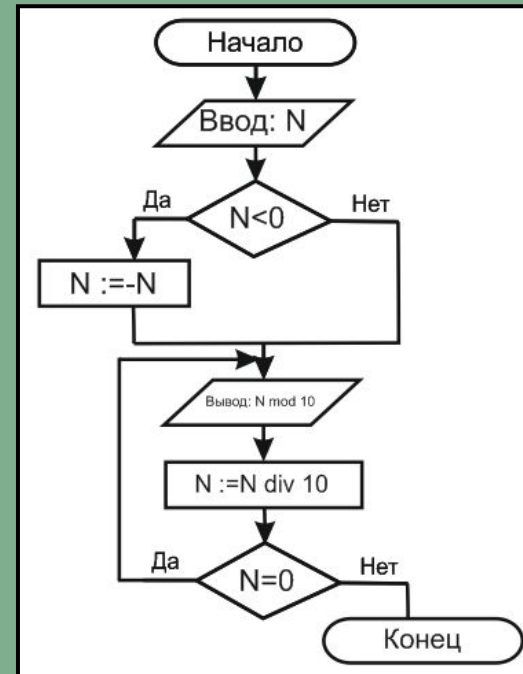 Начало
Ввод: N
Да
Нет
N<0
N :=-N
Вывод: N mod 10
N :=N div 10
Да
Нет
N=0
Конец